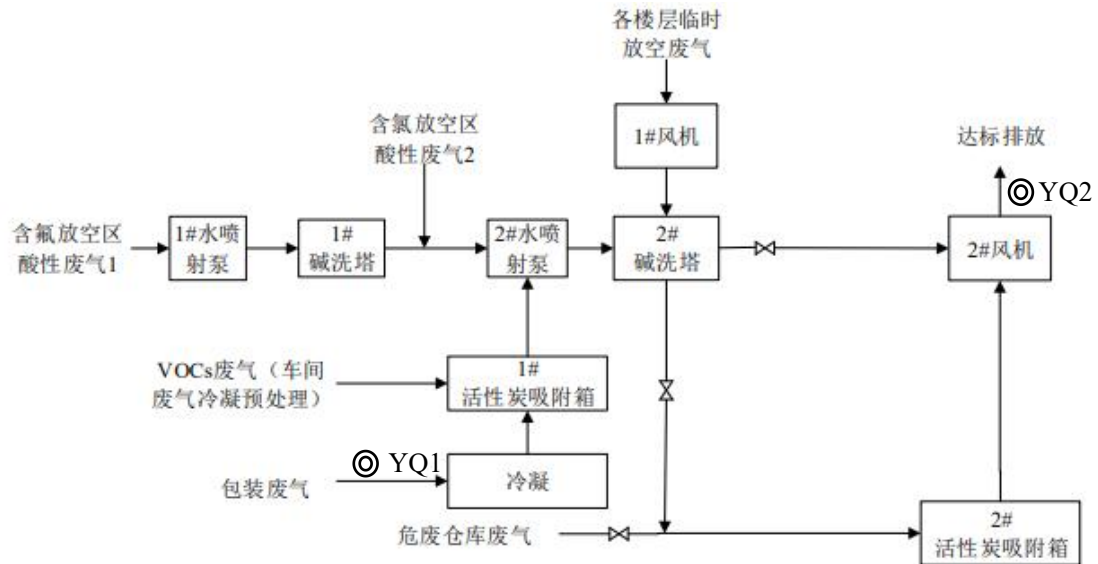 各楼层临时
放空废气
1#风机
含氯放空区
酸性废气2
达标排放
YQ2
含氟放空区
酸性废气1
1#水喷
射泵
1#
碱洗塔
2#水喷
射泵
2#
碱洗塔
2#风机
VOCs废气（车间
废气冷凝预处理）
1#
活性炭吸附箱
YQ1
包装废气
冷凝
危废仓库废气
2#
活性炭吸附箱